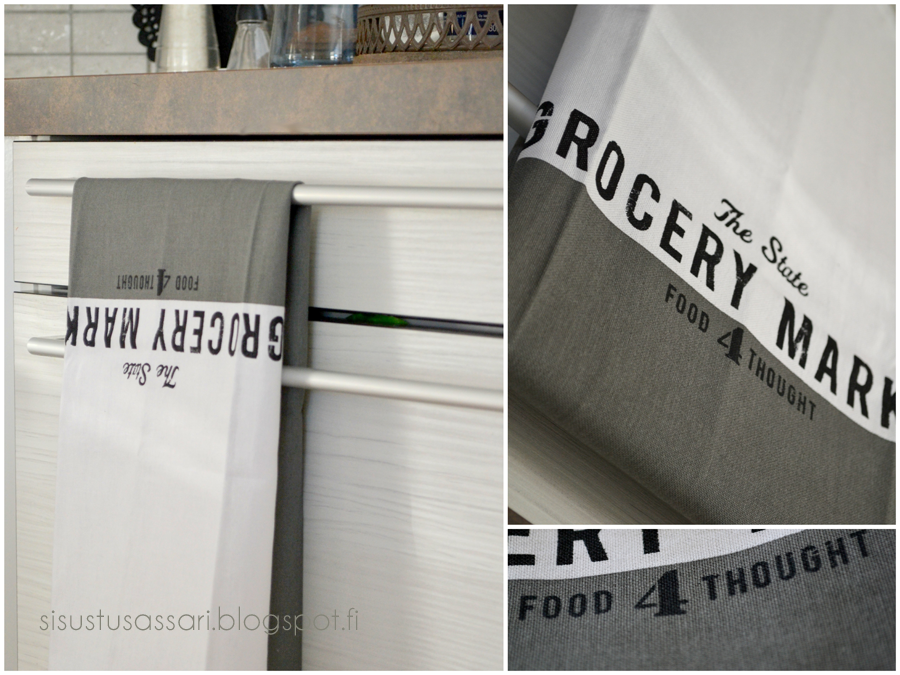 FOOD 4 THOUGHT
GROCERY MARK
The State
sisustusassari.blogspot.fi
The State
GROCERY MARK
FOOD 4 THOUGHT
ERY
FOOD 4 THOUGHT